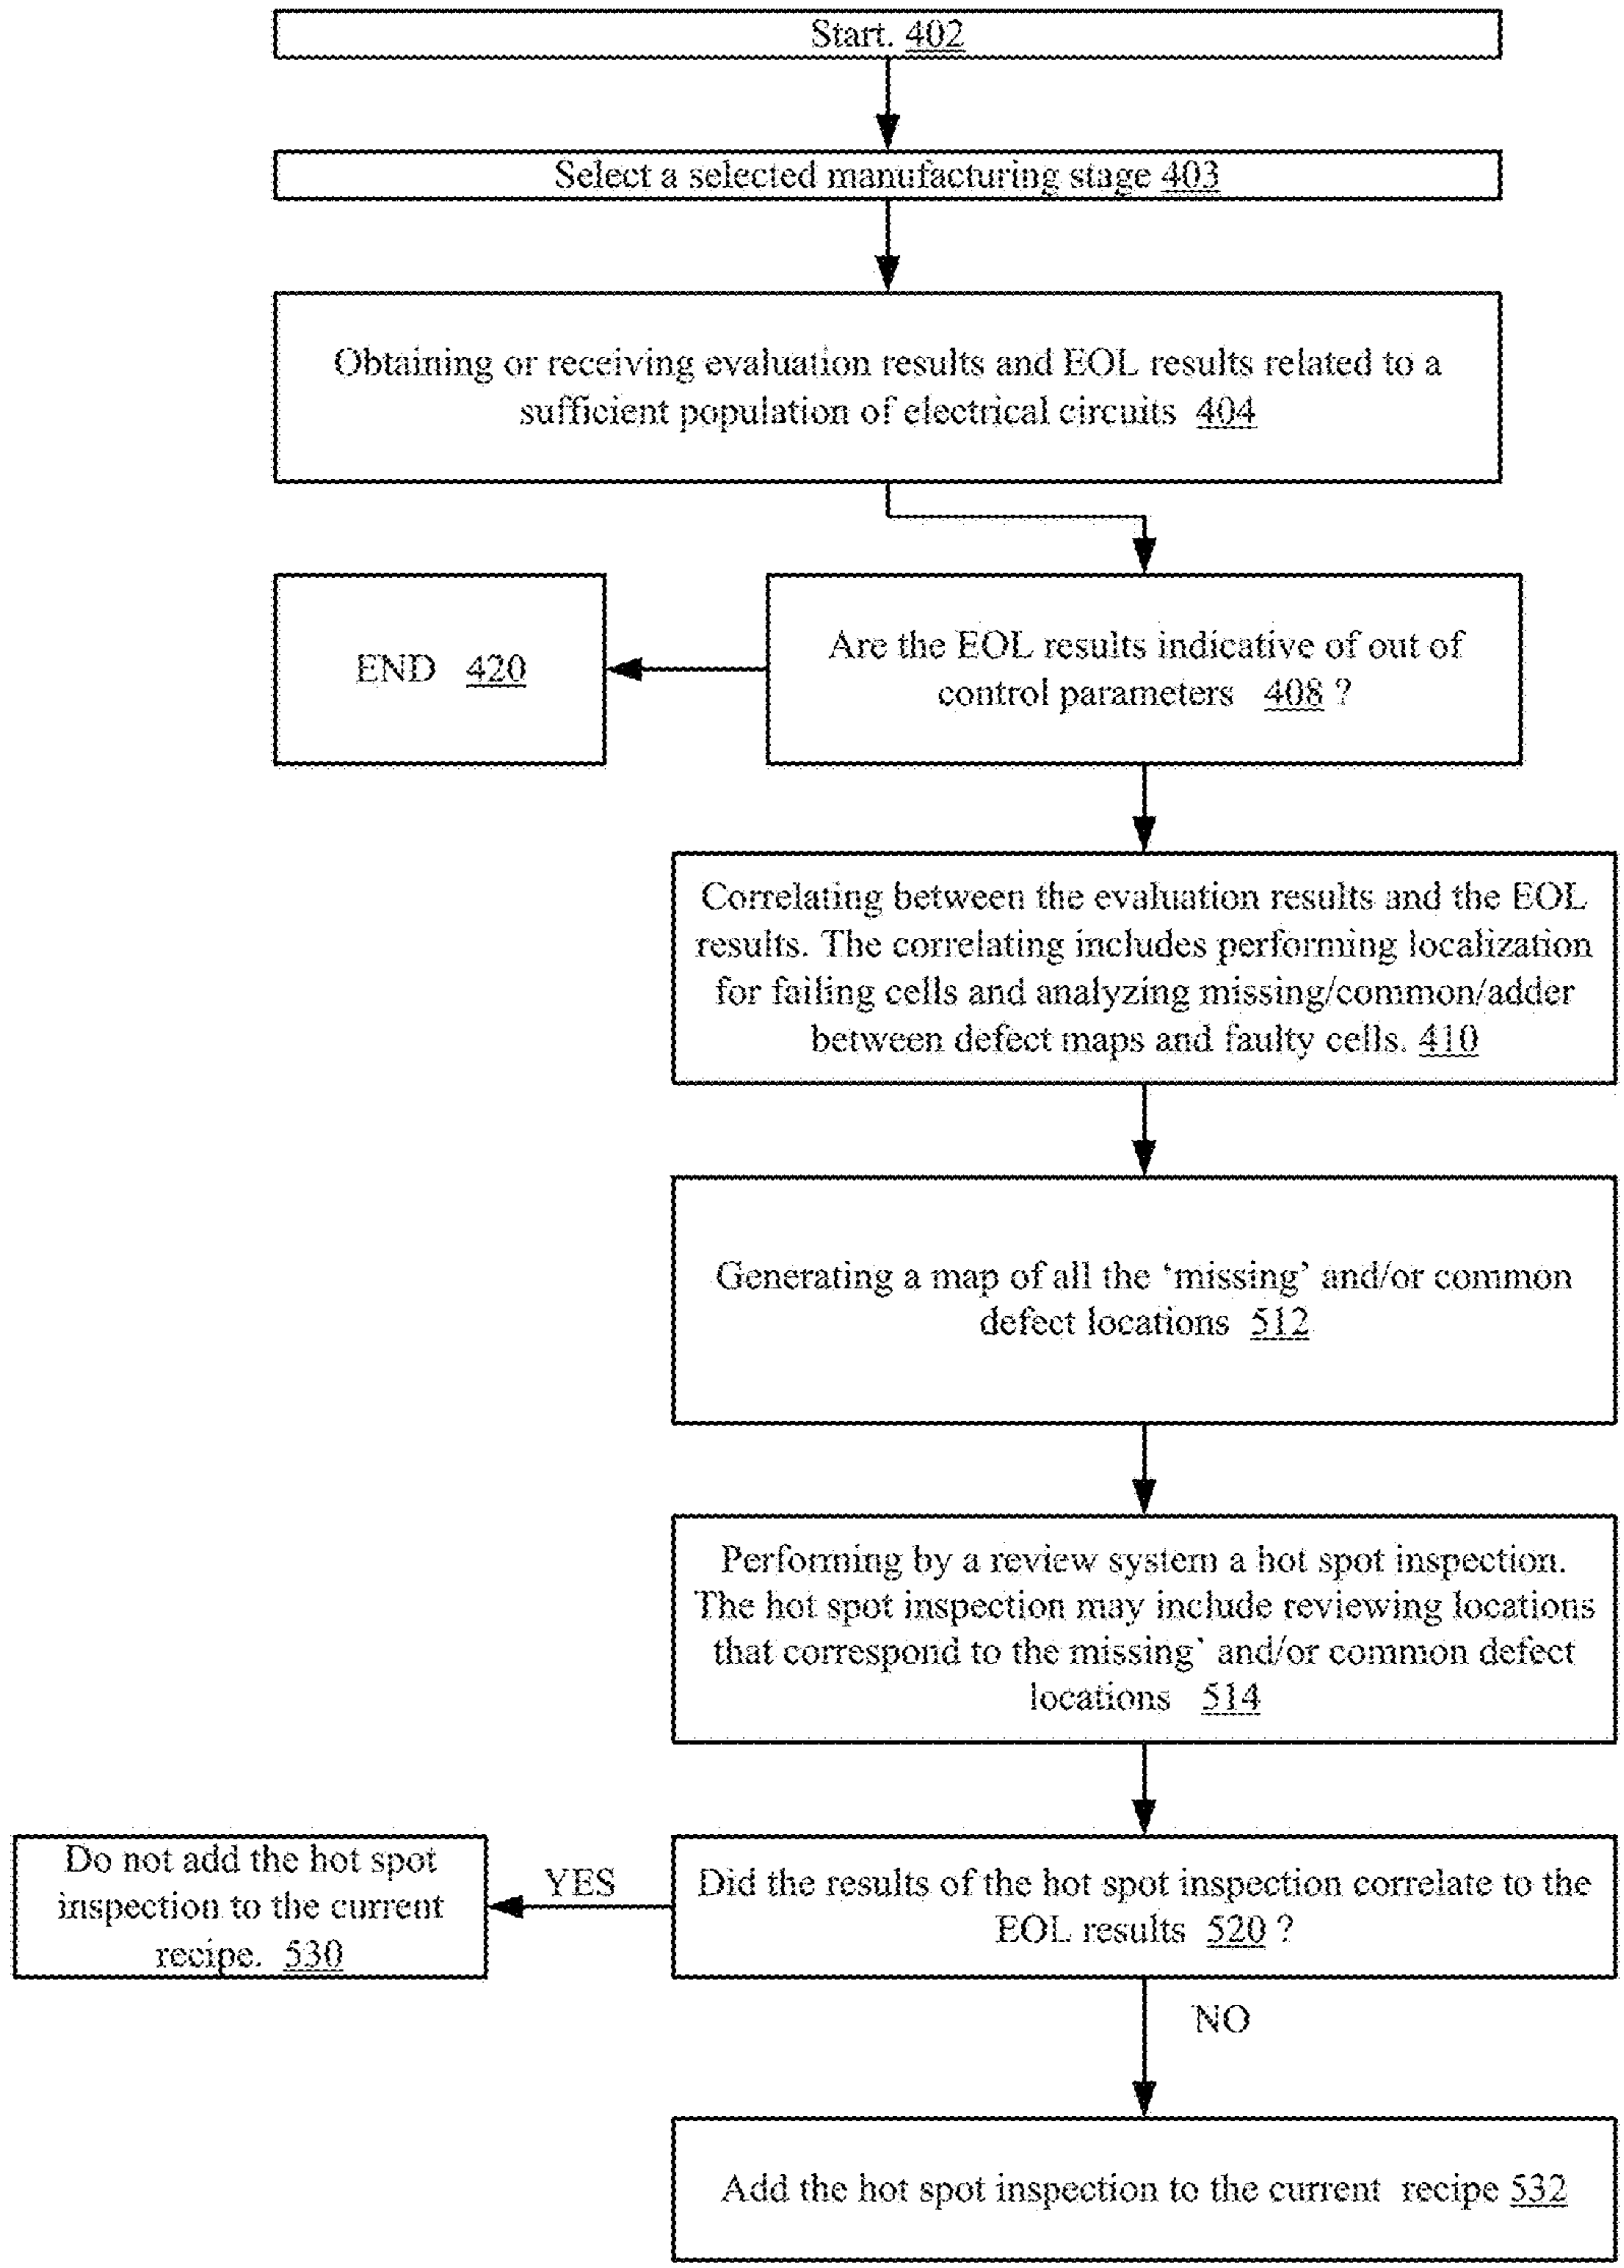 Start. 402
Select a selected manufacturing stage 403
Obtaining or receiving evaluation results and EOL results related to a
sufficient population of electrical circuits 404
END 420
Are the EOL results indicative of out of
control parameters 408 ?
Correlating between the evaluation results and the EOL
results. The correlating includes performing localization
for failing cells and analyzing missing/common/adder
between defect maps and faulty cells. 410
Generating a map of all the ‘missing’ and/or common
defect locations 512
Performing by a review system a hot spot inspection.
The hot spot inspection may include reviewing locations
that correspond to the missing` and/or common defect
locations 514
Do not add the hot spot
inspection to the current
recipe. 530
YES
Did the results of the hot spot inspection correlate to the
EOL results 520 ?
NO
Add the hot spot inspection to the current recipe 532